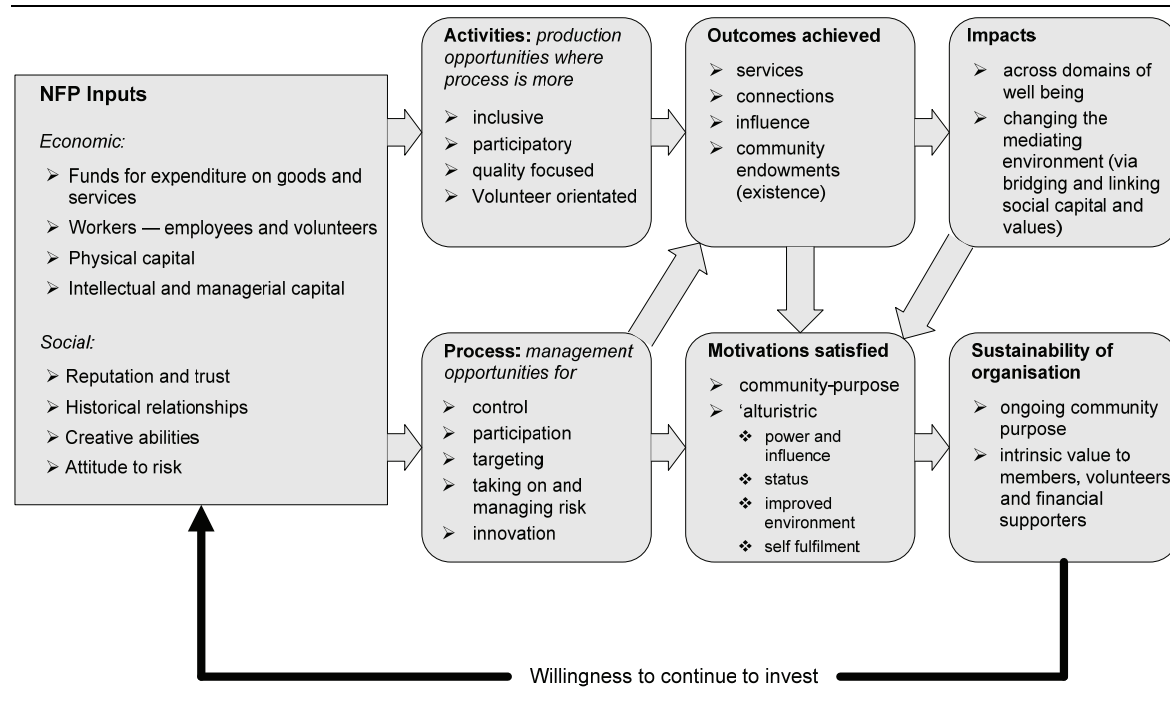 NFP Inputs
Economic:
➢ Funds for expenditure on goods and
services
➢ Workers — employees and volunteers
➢ Physical capital
➢ Intellectual and managerial capital
Social:
➢ Reputation and trust
➢ Historical relationships
➢ Creative abilities
➢ Attitude to risk
Activities: production
opportunities where
process is more
➢ inclusive
➢ participatory
➢ quality focused
➢ Volunteer orientated
Outcomes achieved
➢ services
➢ connections
➢ influence
➢ community
endowments
(existence)
Impacts
➢ across domains of
well being
➢ changing the
mediating
environment (via
bridging and linking
social capital and
values)
Process: management
opportunities for
➢ control
➢ participation
➢ targeting
➢ taking on and
managing risk
➢ innovation
Motivations satisfied
➢ community-purpose
➢ ‘alturistric
❖ power and
influence
❖ status
❖ improved
environment
❖ self fulfilment
Sustainability of
organisation
➢ ongoing community
purpose
➢ intrinsic value to
members, volunteers
and financial
supporters
Willingness to continue to invest